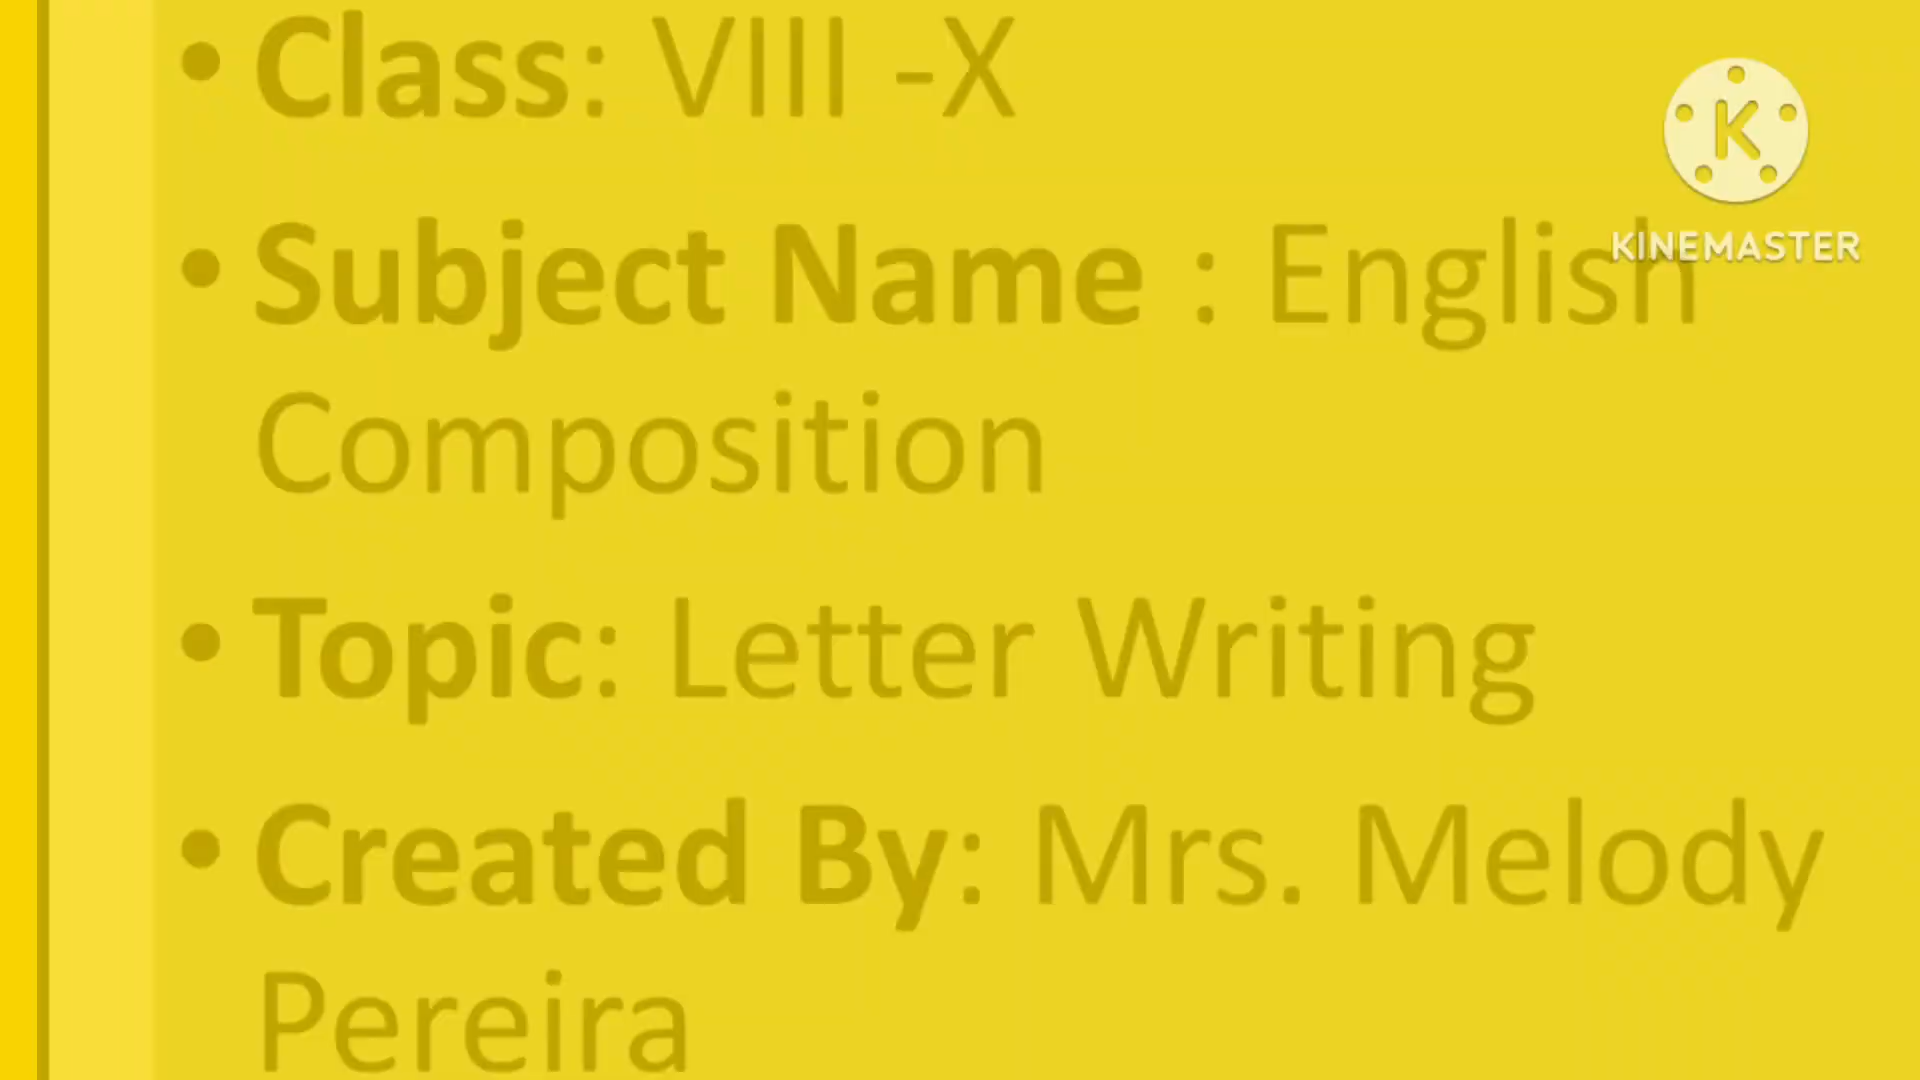 • Class: VIII -X
• Subject Name : English
Composition
• Topic: Letter Writing
• Created By: Mrs. Melody
Pereira
K
KINEMASTER